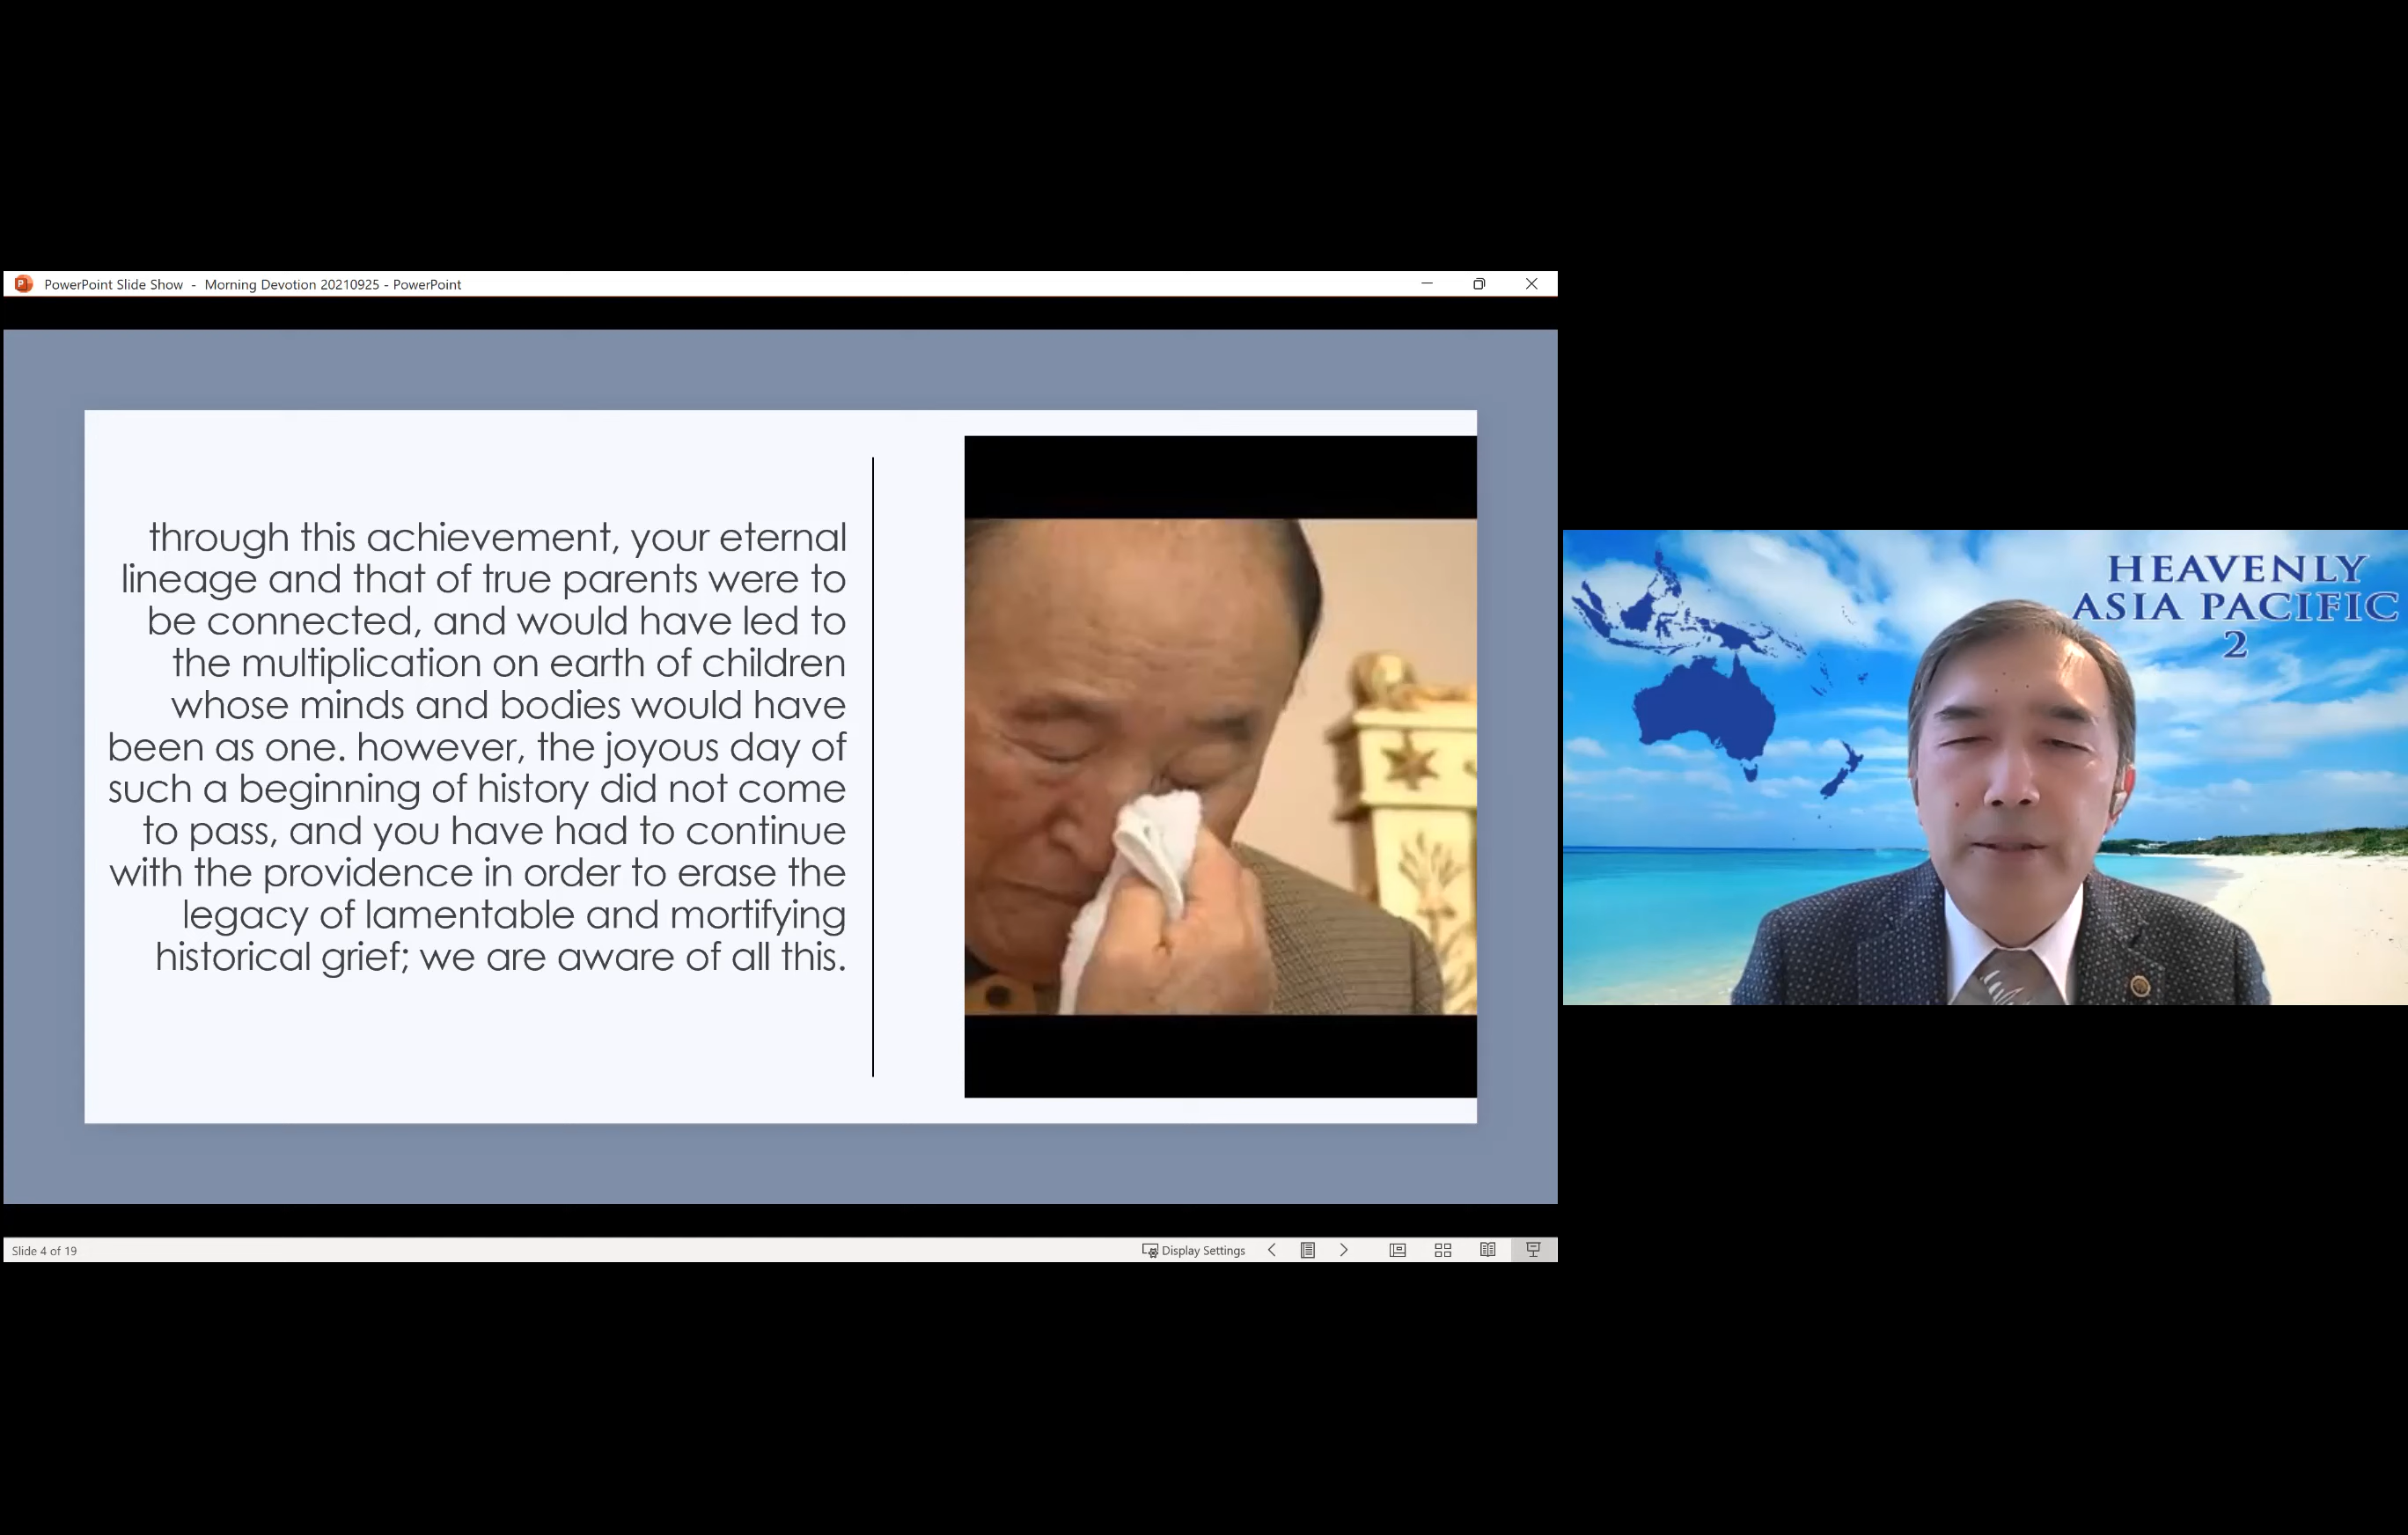 PowerPoint Slide Show - Morning Devotion 20210925 - PowerPoint
through this achievement, your eternal
lineage and that of true parents were to
be connected, and would have led to
the multiplication on earth of children
whose minds and bodies would have
been as one. however, the joyous day of
such a beginning of history did not come
to pass, and you have had to continue
with the providence in order to erase the
legacy of lamentable and mortifying
historical grief; we are aware of all this.
HEAVENLY
ASIA PACIFIC
2
Slide 4 of 19
Display Settings